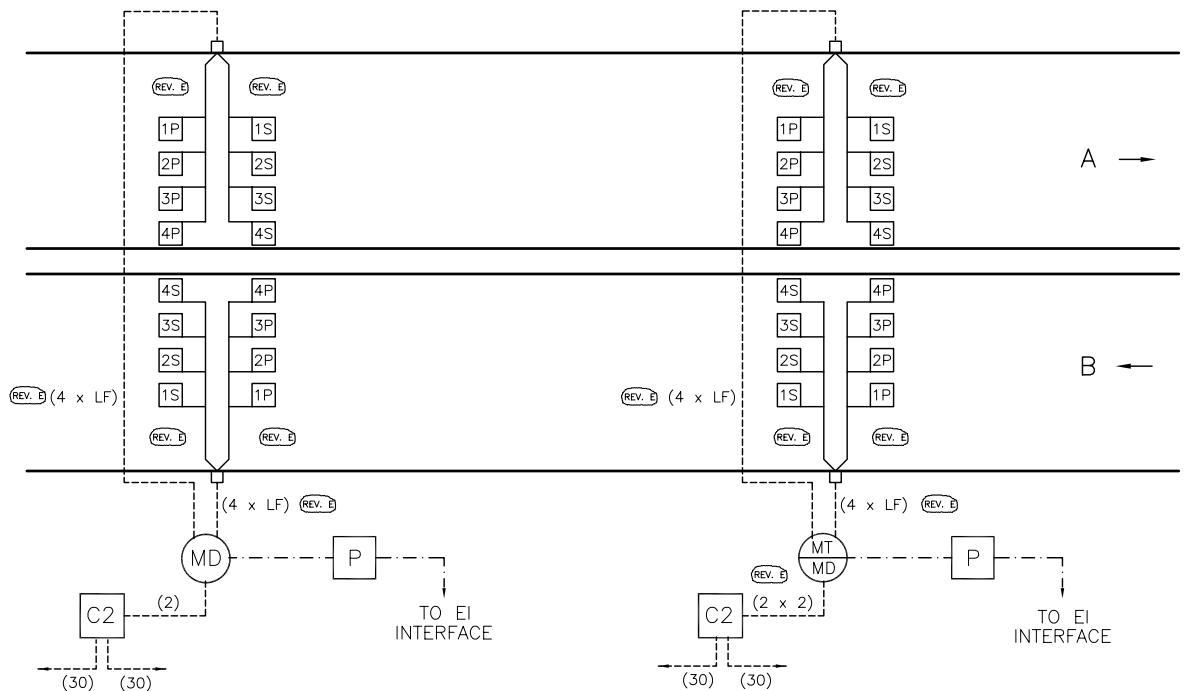 REV. E REV. E REV. E REV. E
1P 1S 1P 1S
A
2P 2S 2P 2S
3P 3S 3P 3S
4P 4S 4P 4S
4S 4P 4S 4P
3S 3P 3S 3P
2S 2P 2S 2P
B
REV. E (4 x LF) 1S 1P REV. E (4 x LF) 1S 1P
REV. E REV. E REV. E REV. E
(4 x LF) REV. E (4 x LF) REV. E
MD P MT P
MD
REV. E
C2 (2) C2 (2 x 2)
TO EI TO EI
INTERFACE INTERFACE
(30) (30) (30) (30)